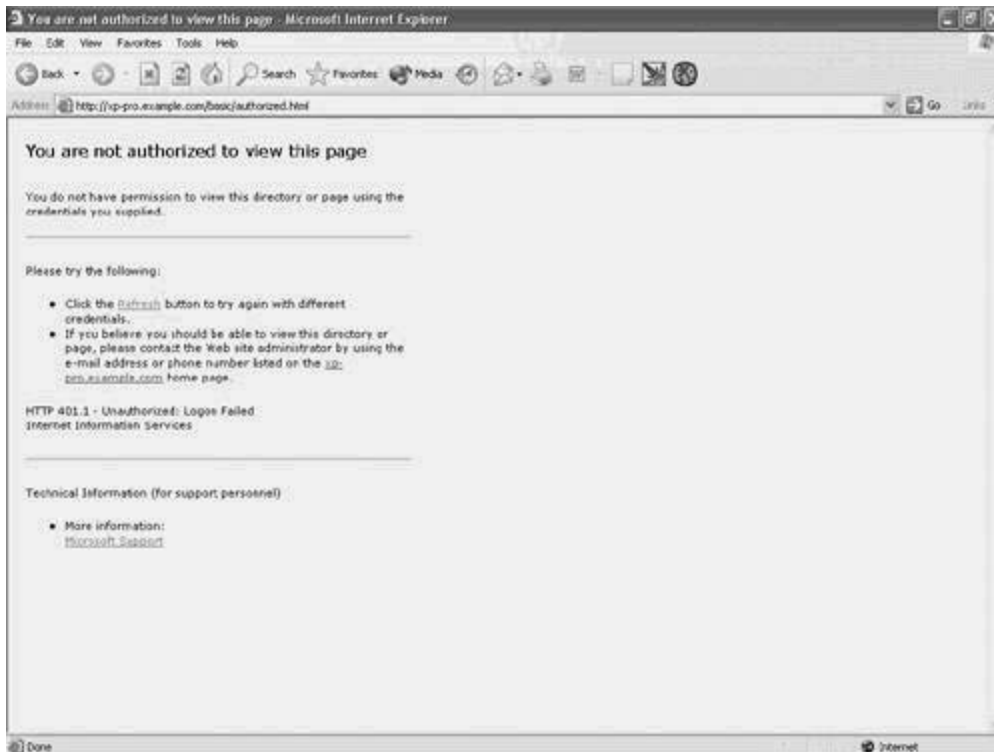 You are not authorized to view this page - Microsoft Internet Explorer
File Edit View Favorites Tools Help
Back Search Favorites Media
Address http://xp-pro.example.com/basic/authorized.html Go Links
You are not authorized to view this page
You do not have permission to view this directory or page using the
credentials you supplied.
Please try the following:
• Click the Refresh button to try again with different
credentials.
• If you believe you should be able to view this directory or
page, please contact the Web site administrator by using the
e-mail address or phone number listed on the xp-
pro.example.com home page.
HTTP 401.1 - Unauthorized: Logon Failed
Internet Information Services
Technical Information (for support personnel)
• More information:
Microsoft Support
Done Internet